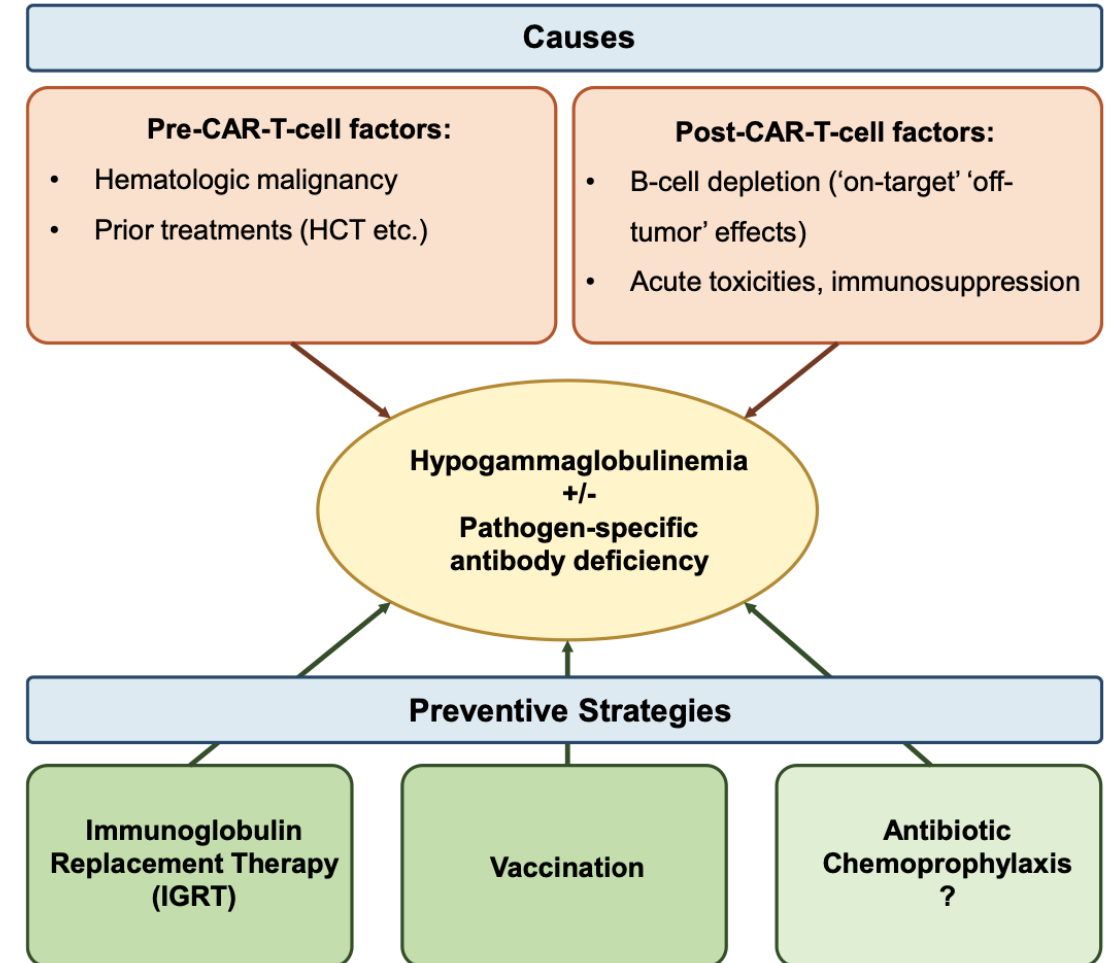 Causes
Pre-CAR-T-cell factors:
• Hematologic malignancy
• Prior treatments (HCT etc.)
Post-CAR-T-cell factors:
• B-cell depletion (‘on-target’ ‘off-
tumor’ effects)
• Acute toxicities, immunosuppression
Hypogammaglobulinemia
+/-
Pathogen-specific
antibody deficiency
Preventive Strategies
Immunoglobulin
Replacement Therapy
(IGRT)
Vaccination
Antibiotic
Chemoprophylaxis
?